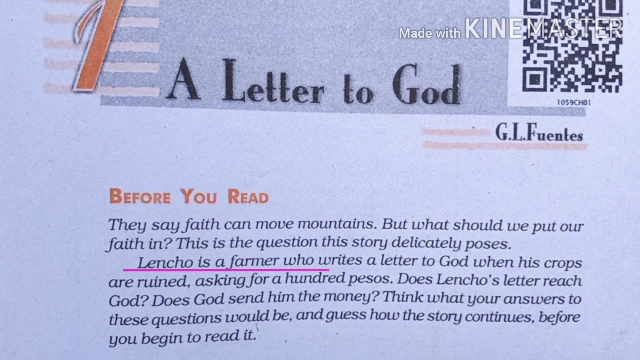 Made with KINEMASTER
1
A Letter to God
1059CH01
G.L.Fuentes
BEFORE YOU READ
They say faith can move mountains. But what should we put our
faith in? This is the question this story delicately poses.
Lencho is a farmer who writes a letter to God when his crops
are ruined, asking for a hundred pesos. Does Lencho's letter reach
God? Does God send him the money? Think what your answers to
these questions would be, and guess how the story continues, before
you begin to read it.